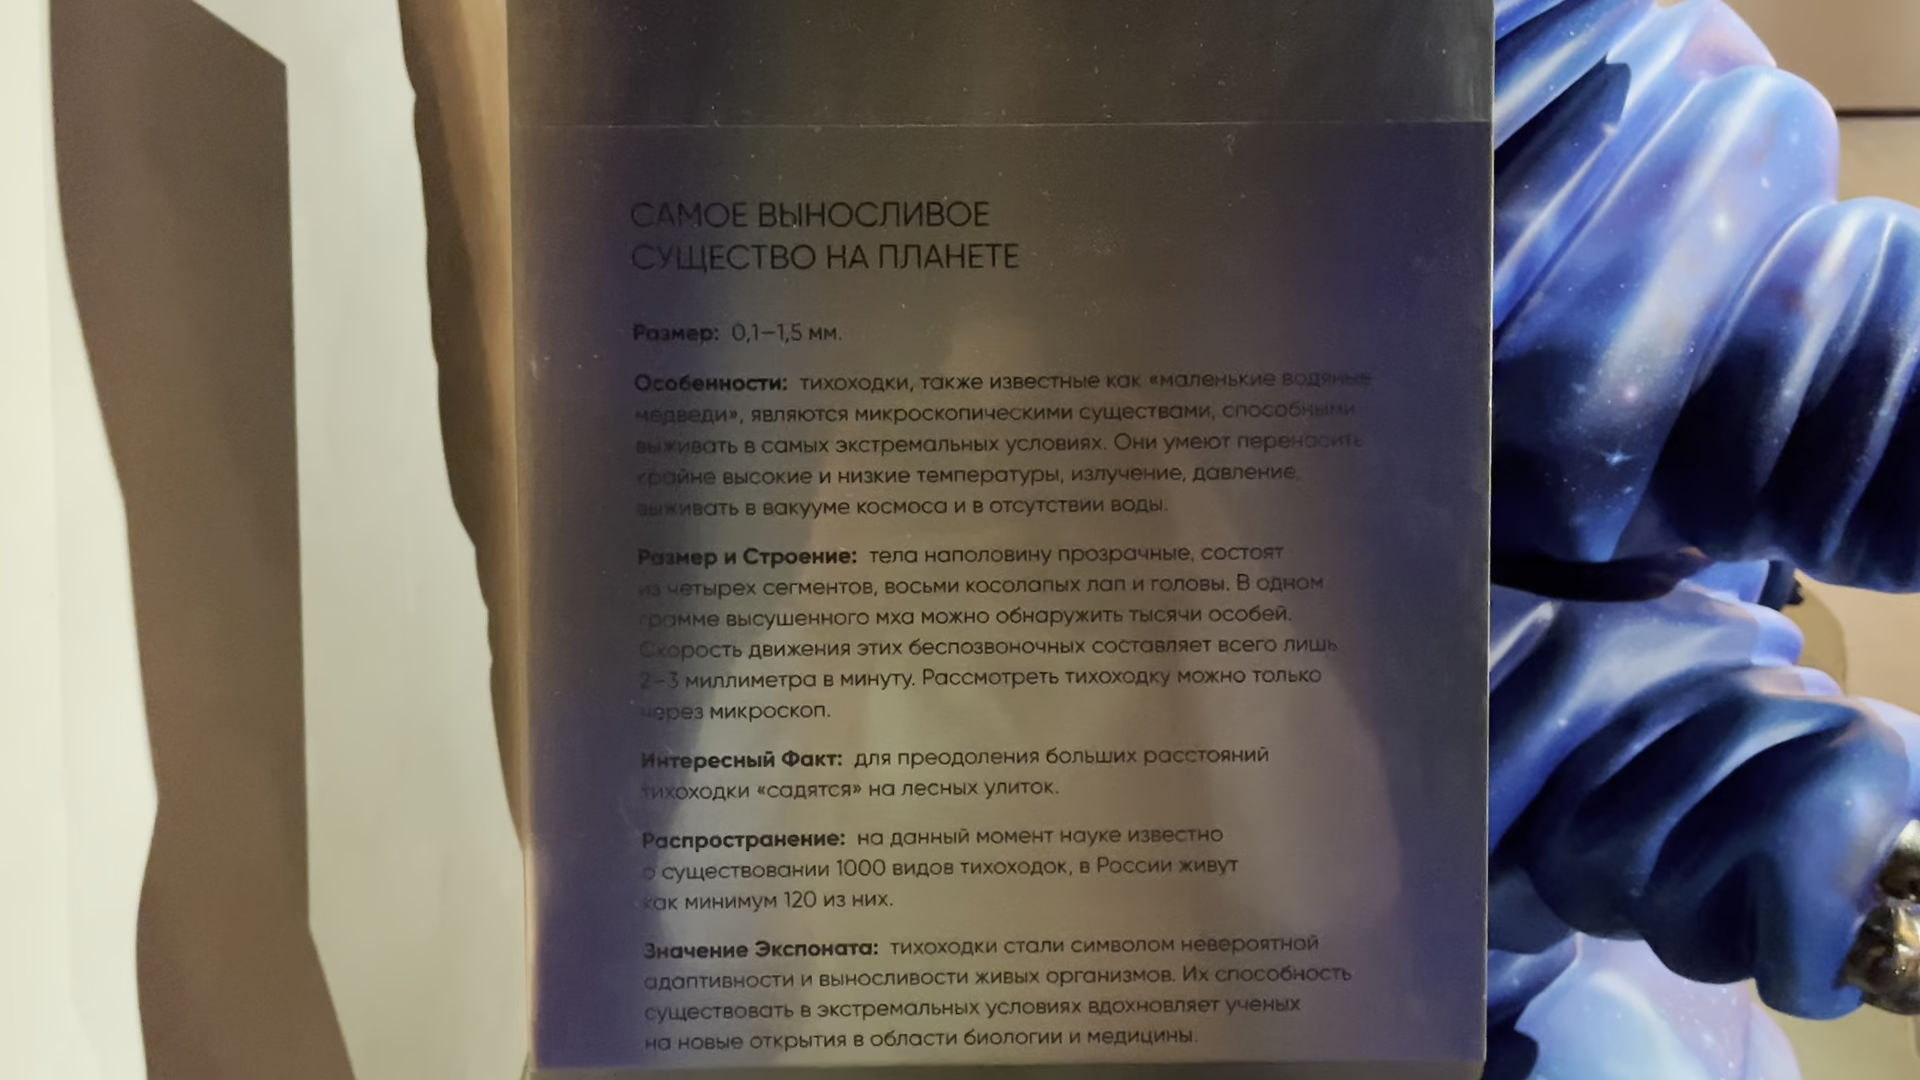 САМОЕ ВЫНОСЛИВОЕ
СУЩЕСТВО НА ПЛАНЕТЕ
Размер: 0,1–1,5 мм.
Особенности: тихоходки, также известные как «маленькие водяные
медведи», являются микроскопическими существами, способными
выживать в самых экстремальных условиях. Они умеют переносить
крайне высокие и низкие температуры, излучение, давление,
выживать в вакууме космоса и в отсутствии воды.
Размер и Строение: тела наполовину прозрачные, состоят
из четырех сегментов, восьми косолапых лап и головы. В одном
грамме высушенного мха можно обнаружить тысячи особей.
Скорость движения этих беспозвоночных составляет всего лишь
2–3 миллиметра в минуту. Рассмотреть тихоходку можно только
через микроскоп.
Интересный Факт: для преодоления больших расстояний
тихоходки «садятся» на лесных улиток.
Распространение: на данный момент науке известно
о существовании 1000 видов тихоходок, в России живут
как минимум 120 из них.
Значение Экспоната: тихоходки стали символом невероятной
адаптивности и выносливости живых организмов. Их способность
существовать в экстремальных условиях вдохновляет ученых
на новые открытия в области биологии и медицины.